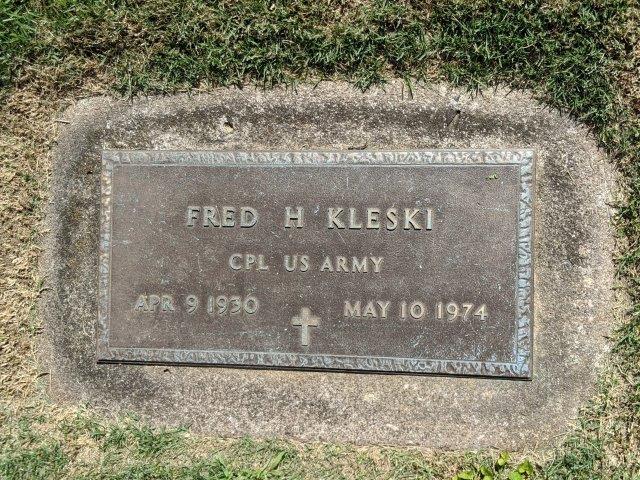 FRED H KLESKI
CPL US ARMY
APR 9 1930 MAY 10 1974